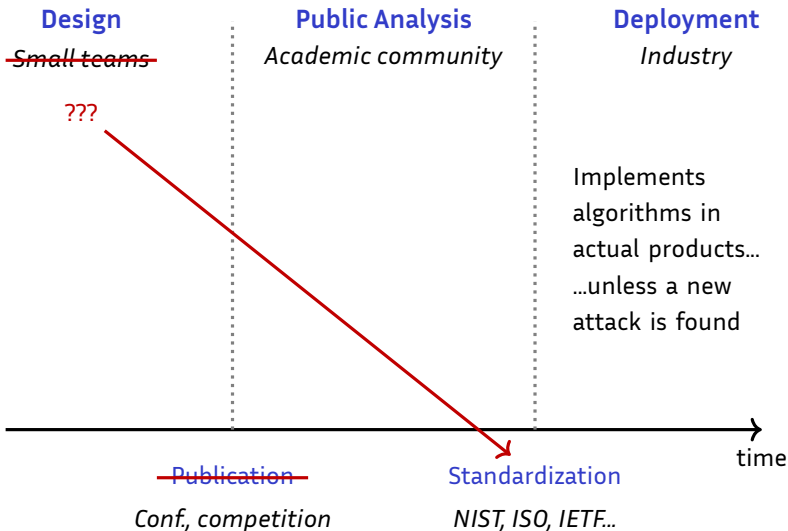 Design Public Analysis Deployment
Small teams Academic community Industry
???
Implements
algorithms in
actual products...
...unless a new
attack is found
time
Publication Standardization
Conf., competition NIST, ISO, IETF...